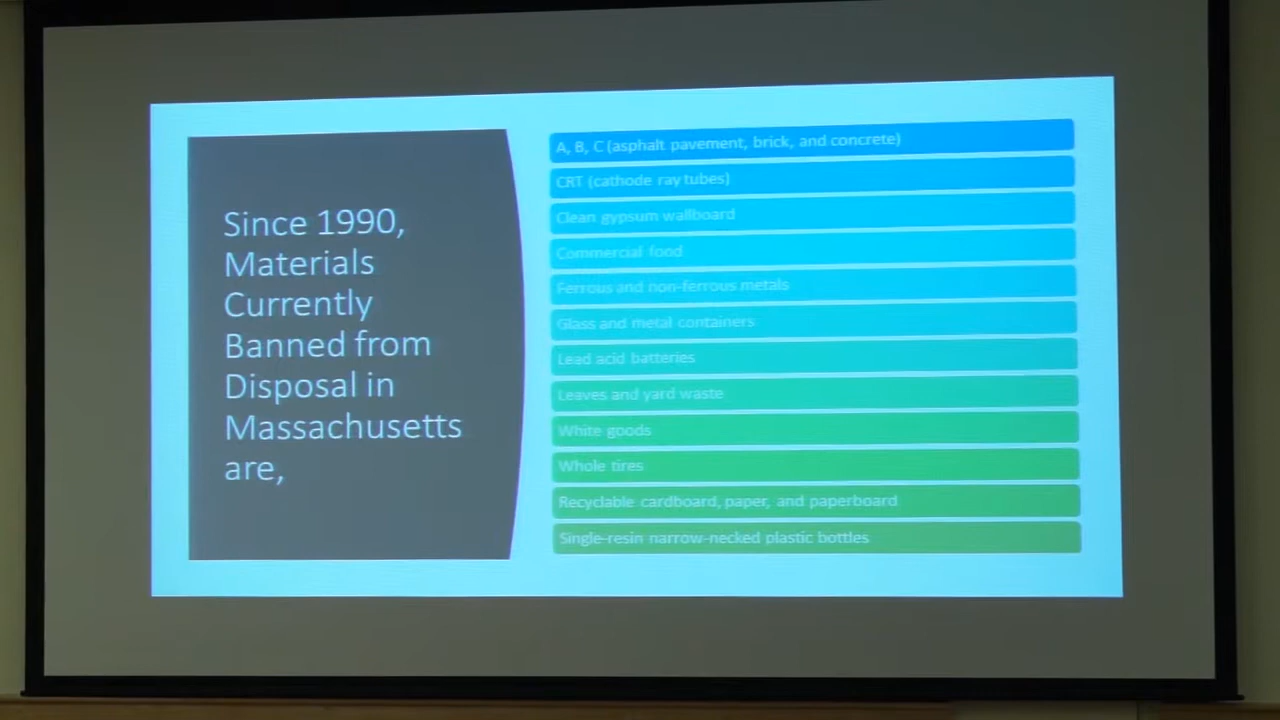 Since 1990,
Materials
Currently
Banned from
Disposal in
Massachusetts
are,
A, B, C (asphalt pavement, brick, and concrete)
CRT (cathode ray tubes)
Clean gypsum wallboard
Commercial food
Ferrous and non-ferrous metals
Glass and metal containers
Lead acid batteries
Leaves and yard waste
White goods
Whole tires
Recyclable cardboard, paper, and paperboard
Single-resin narrow-necked plastic bottles